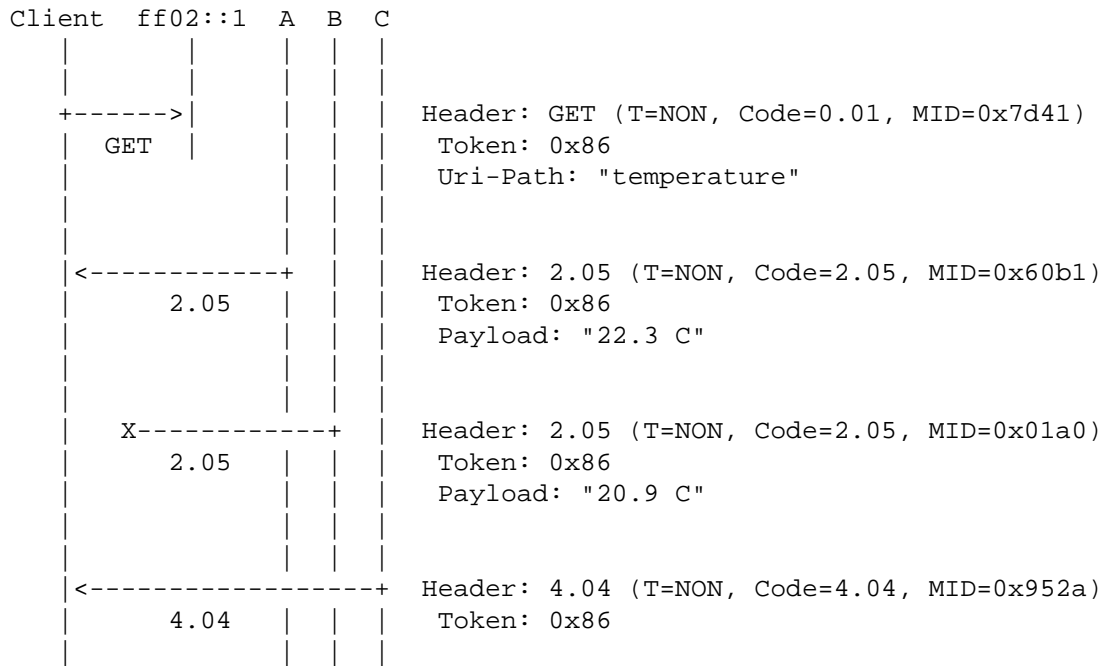 Client ff02::1 A B C
Header: GET (T=NON, Code=0.01, MID=0x7d41)
GET Token: 0x86
Uri-Path: "temperature"
Header: 2.05 (T=NON, Code=2.05, MID=0x60b1)
2.05 Token: 0x86
Payload: "22.3 C"
X Header: 2.05 (T=NON, Code=2.05, MID=0x01a0)
2.05 Token: 0x86
Payload: "20.9 C"
Header: 4.04 (T=NON, Code=4.04, MID=0x952a)
4.04 Token: 0x86